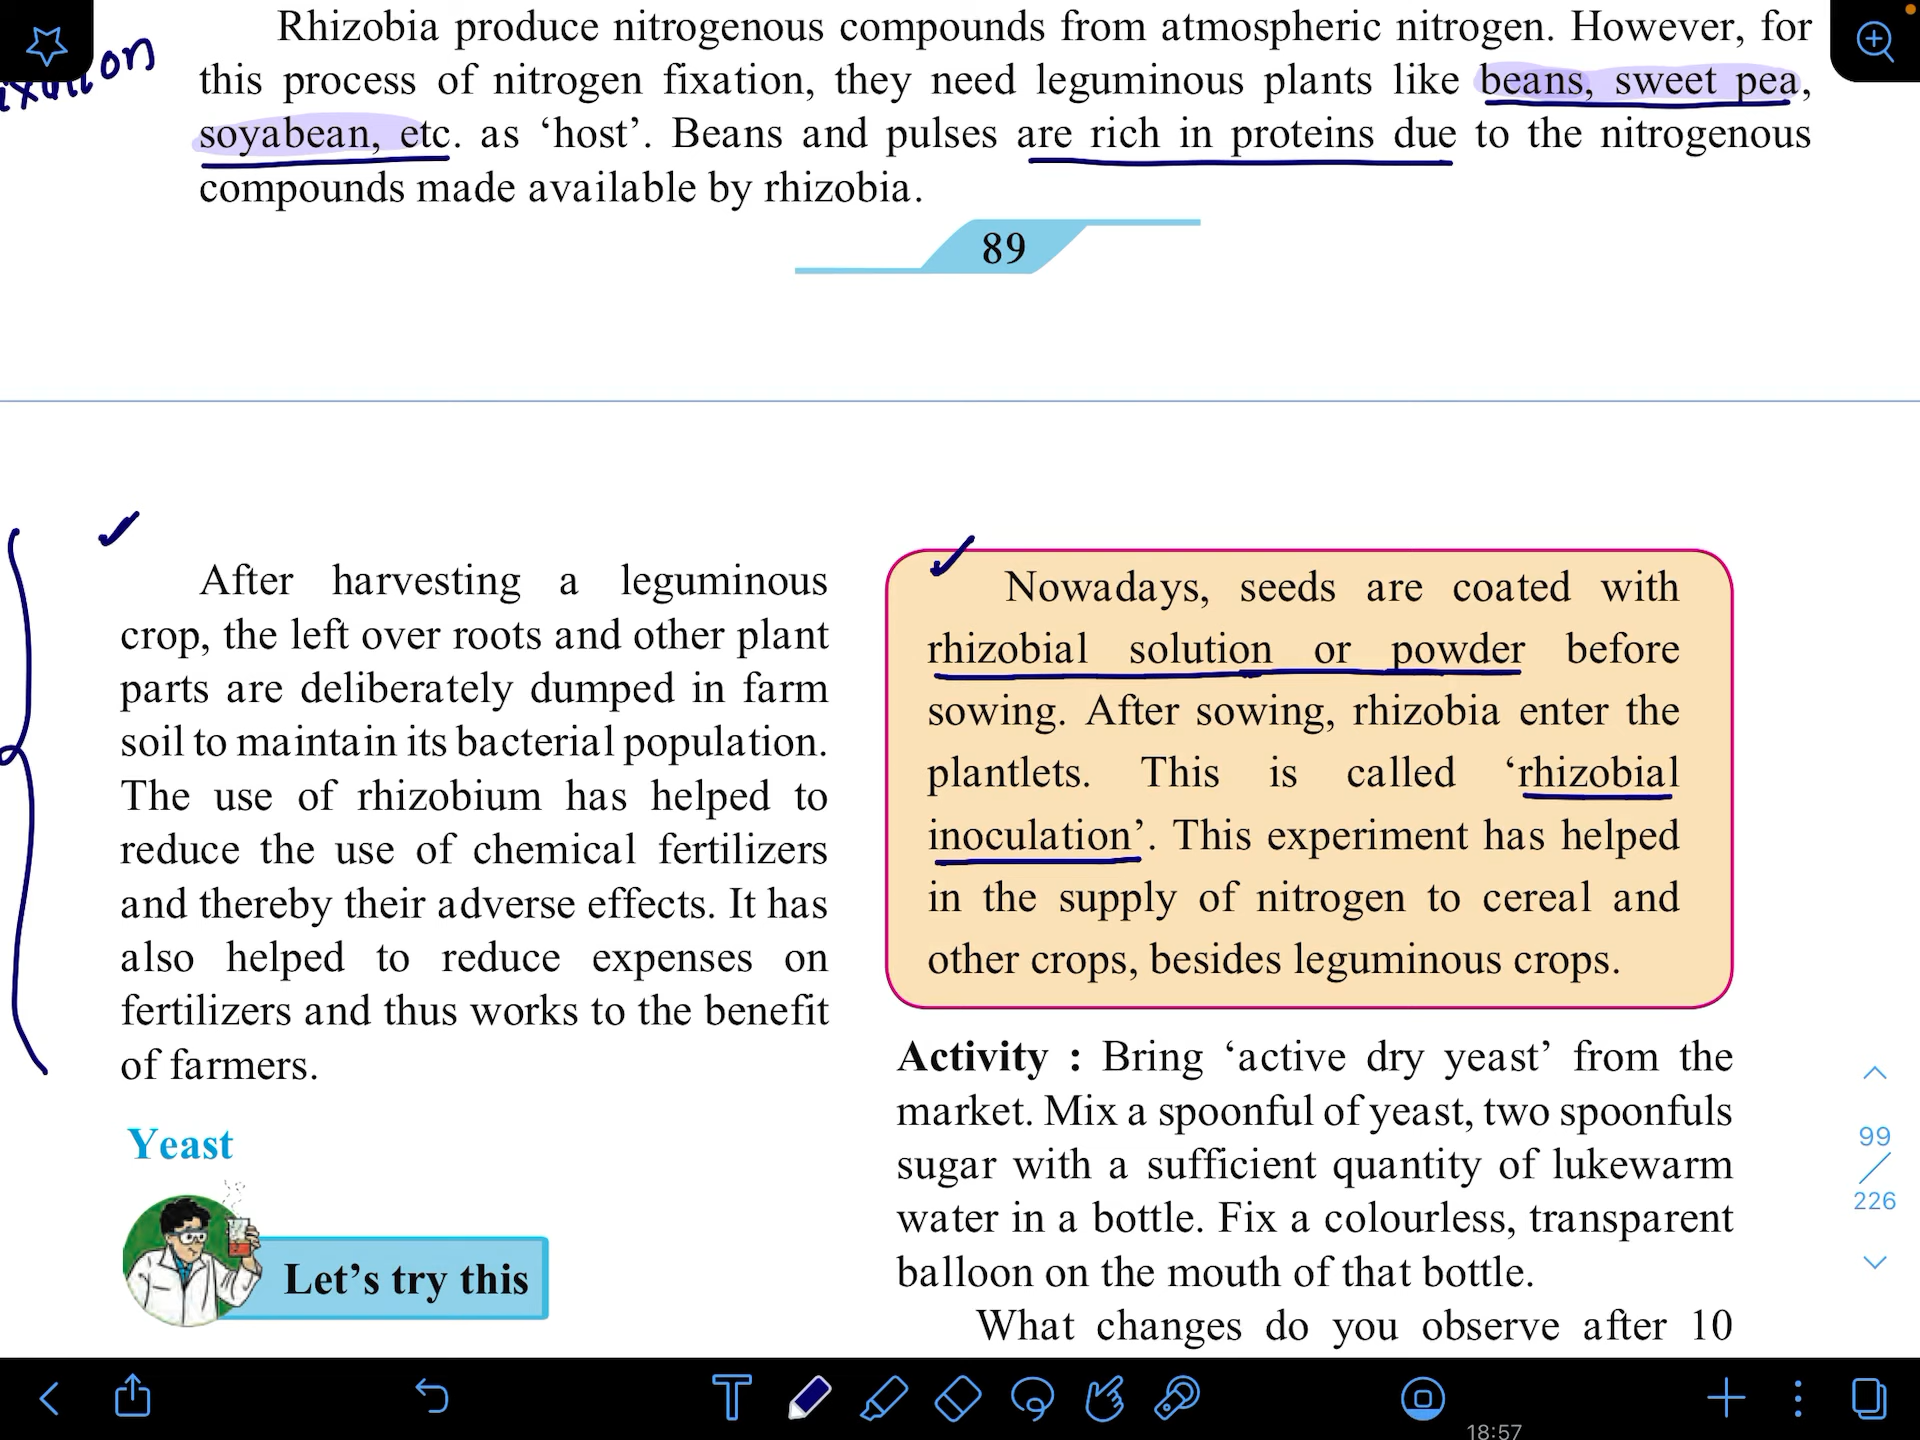 Rhizobia produce nitrogenous compounds from atmospheric nitrogen. However, for
this process of nitrogen fixation, they need leguminous plants like beans, sweet pea,
soyabean, etc. as ‘host’. Beans and pulses are rich in proteins due to the nitrogenous
compounds made available by rhizobia.
89
After harvesting a leguminous
crop, the left over roots and other plant
parts are deliberately dumped in farm
soil to maintain its bacterial population.
The use of rhizobium has helped to
reduce the use of chemical fertilizers
and thereby their adverse effects. It has
also helped to reduce expenses on
fertilizers and thus works to the benefit
of farmers.
Yeast
Let’s try this
Nowadays, seeds are coated with
rhizobial solution or powder before
sowing. After sowing, rhizobia enter the
plantlets. This is called ‘rhizobial
inoculation’. This experiment has helped
in the supply of nitrogen to cereal and
other crops, besides leguminous crops.
Activity : Bring ‘active dry yeast’ from the
market. Mix a spoonful of yeast, two spoonfuls
sugar with a sufficient quantity of lukewarm
water in a bottle. Fix a colourless, transparent
balloon on the mouth of that bottle.
What changes do you observe after 10
99
/
226
T
18:57